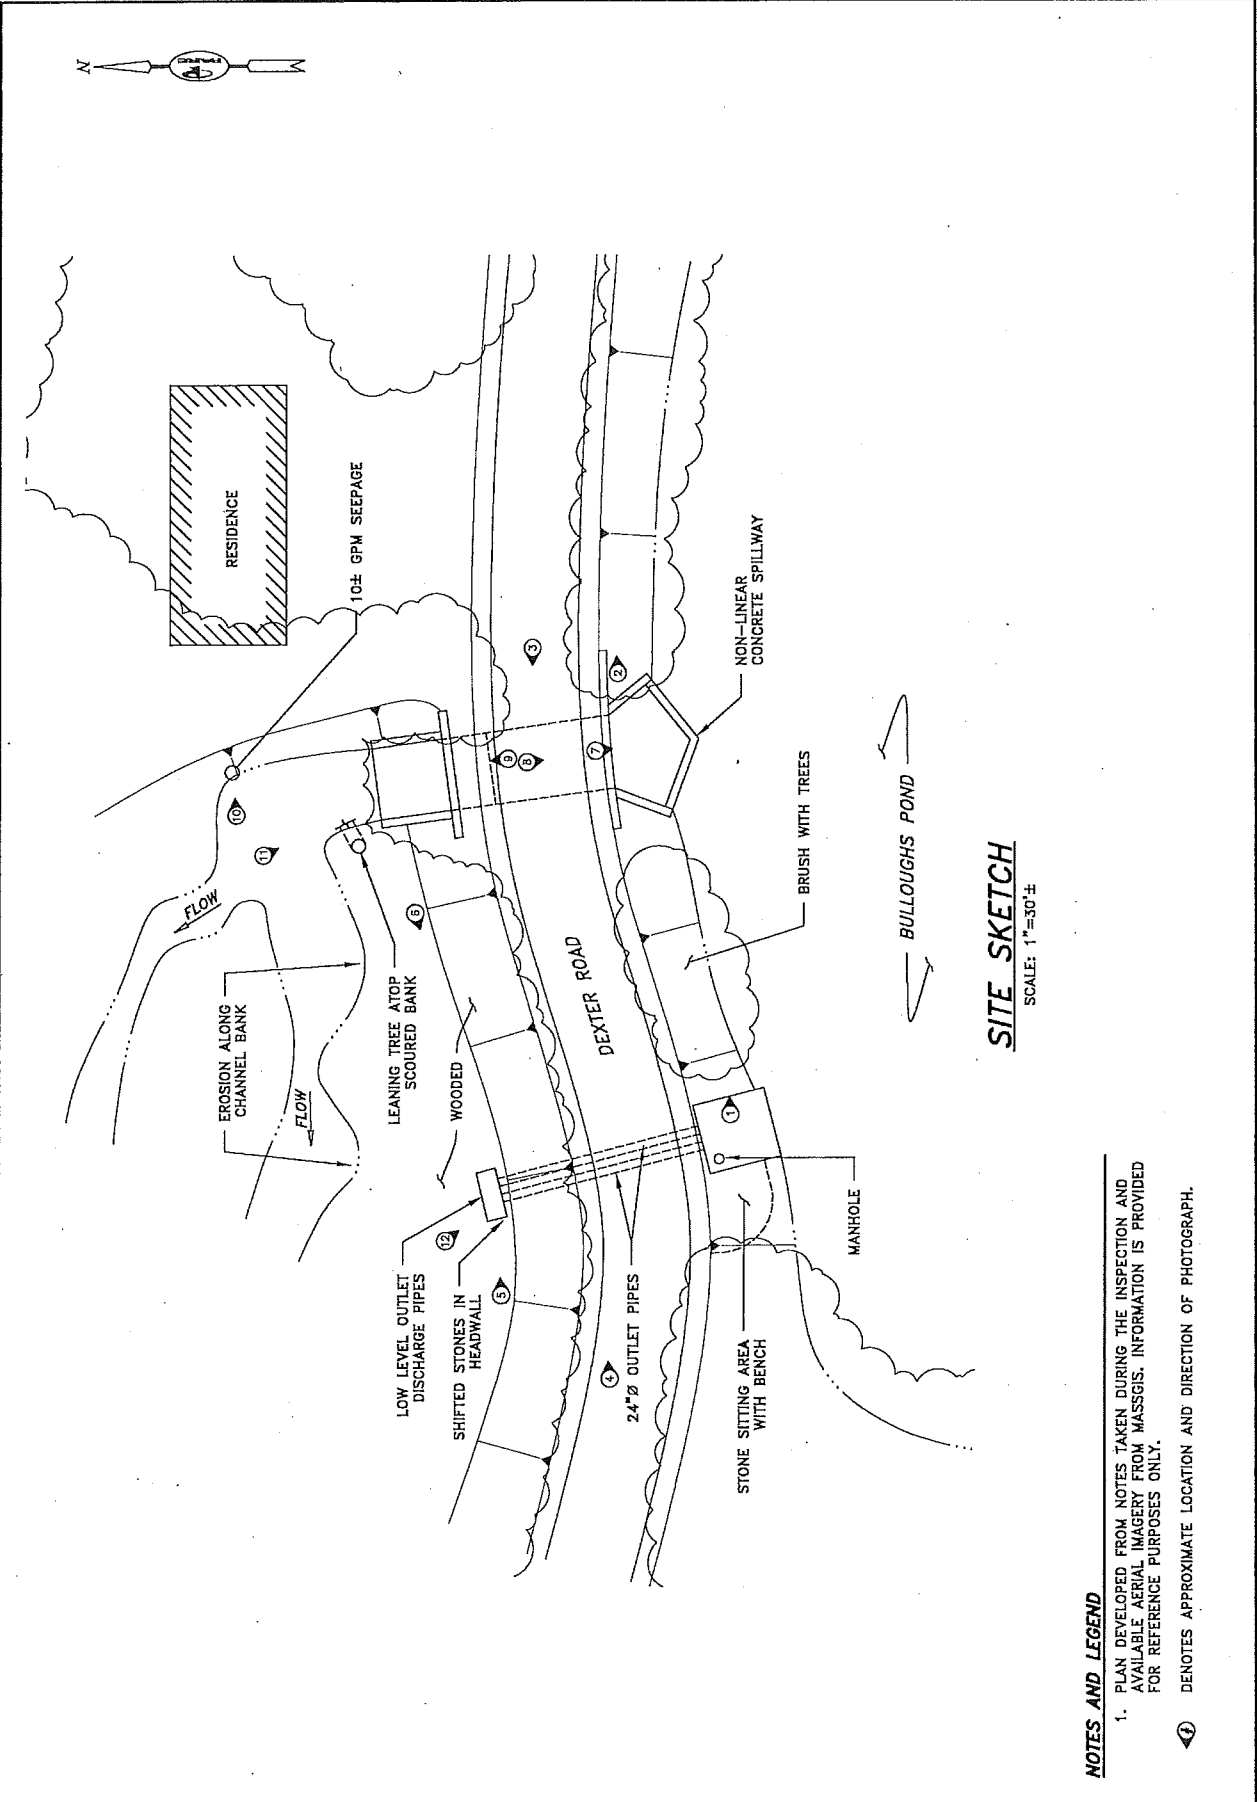 N
PARE
RESIDENCE
10± GPM SEEPAGE
NON-LINEAR
CONCRETE SPILLWAY
FLOW
EROSION ALONG
CHANNEL BANK
FLOW
LEANING TREE ATOP
SCOURED BANK
WOODED
DEXTER ROAD
BRUSH WITH TREES
BULLOUGHS POND
LOW LEVEL OUTLET
DISCHARGE PIPES
SHIFTED STONES IN
HEADWALL
24"Ø OUTLET PIPES
STONE SITTING AREA
WITH BENCH
MANHOLE
1
2
3
4
5
6
7
8
9
10
11
12
SITE SKETCH
SCALE: 1"=30'±
NOTES AND LEGEND
1. PLAN DEVELOPED FROM NOTES TAKEN DURING THE INSPECTION AND
AVAILABLE AERIAL IMAGERY FROM MASSGIS. INFORMATION IS PROVIDED
FOR REFERENCE PURPOSES ONLY.
DENOTES APPROXIMATE LOCATION AND DIRECTION OF PHOTOGRAPH.